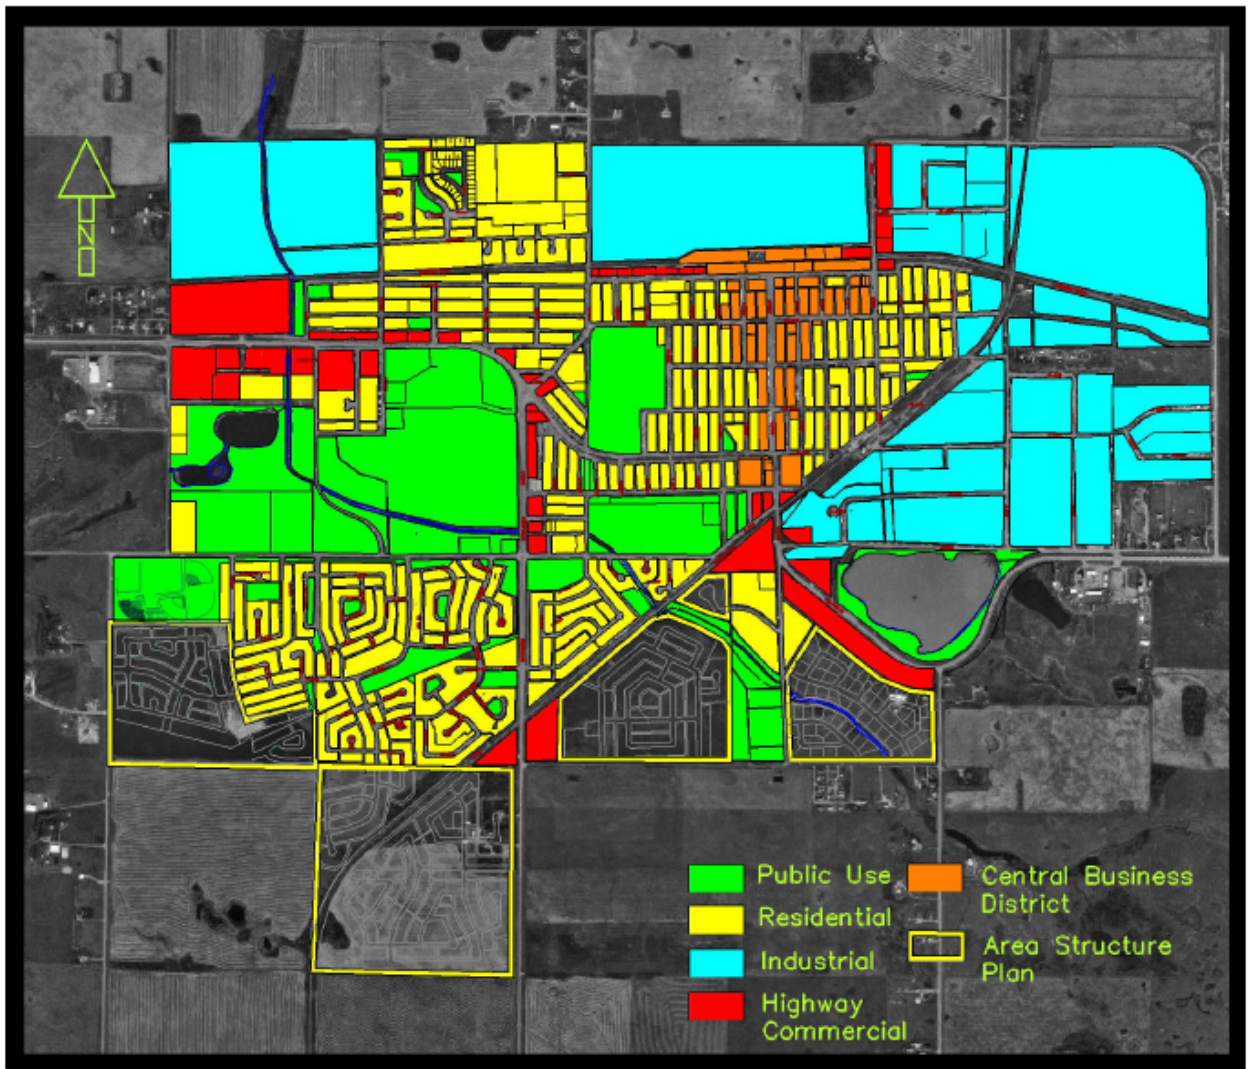 N
Public Use
Residential
Industrial
Highway
Commercial
Central Business
District
Area Structure
Plan